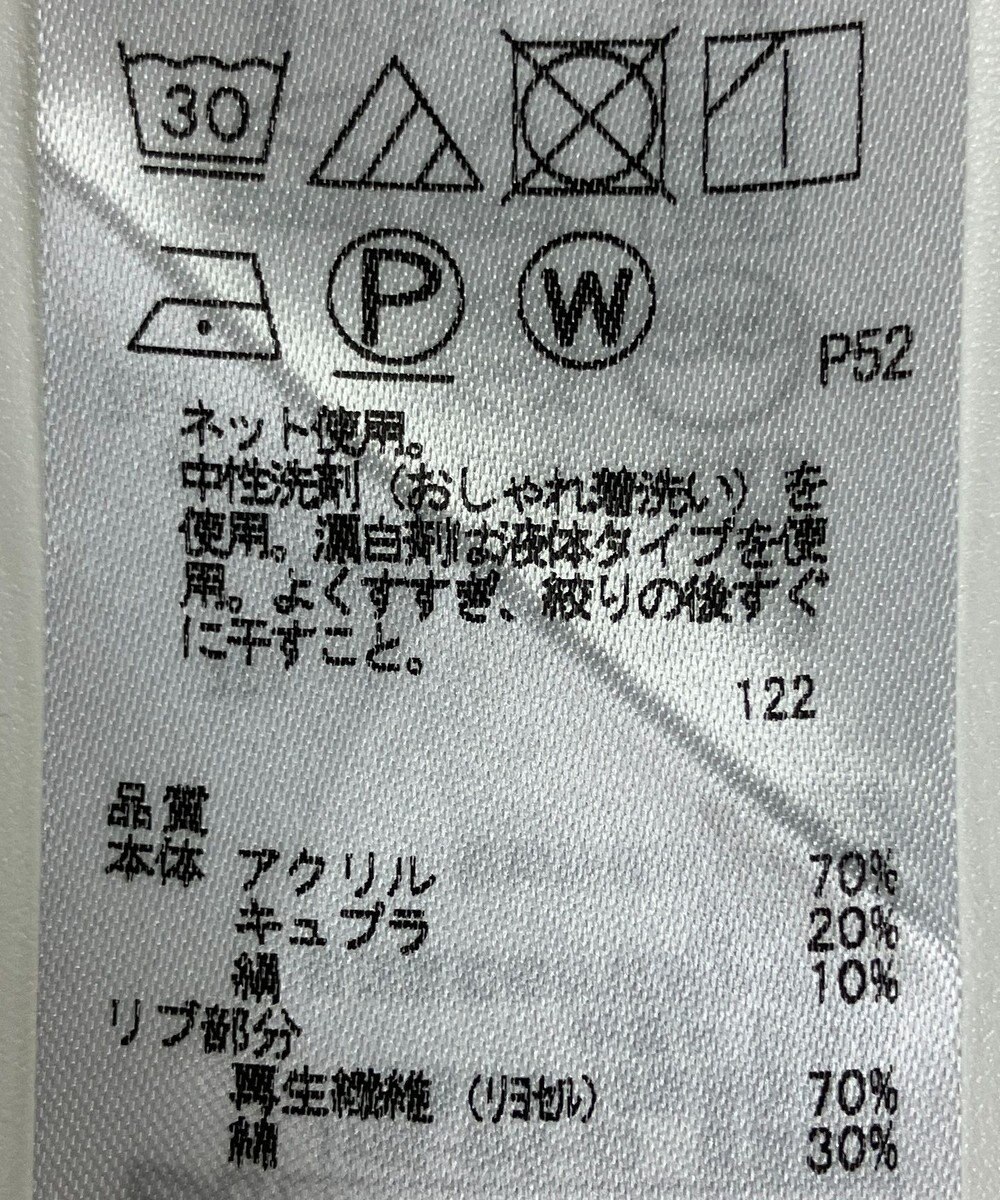 30
P W P52
ネット使用。
中性洗剤(おしゃれ着洗い)を
使用。漂白剤は液体タイプを使
用。よくすすぎ、絞りの後すぐ
に干すこと。
122
品質
本体 アクリル 70%
キュプラ 20%
綿 10%
リブ部分
再生繊維(リヨセル) 70%
綿 30%